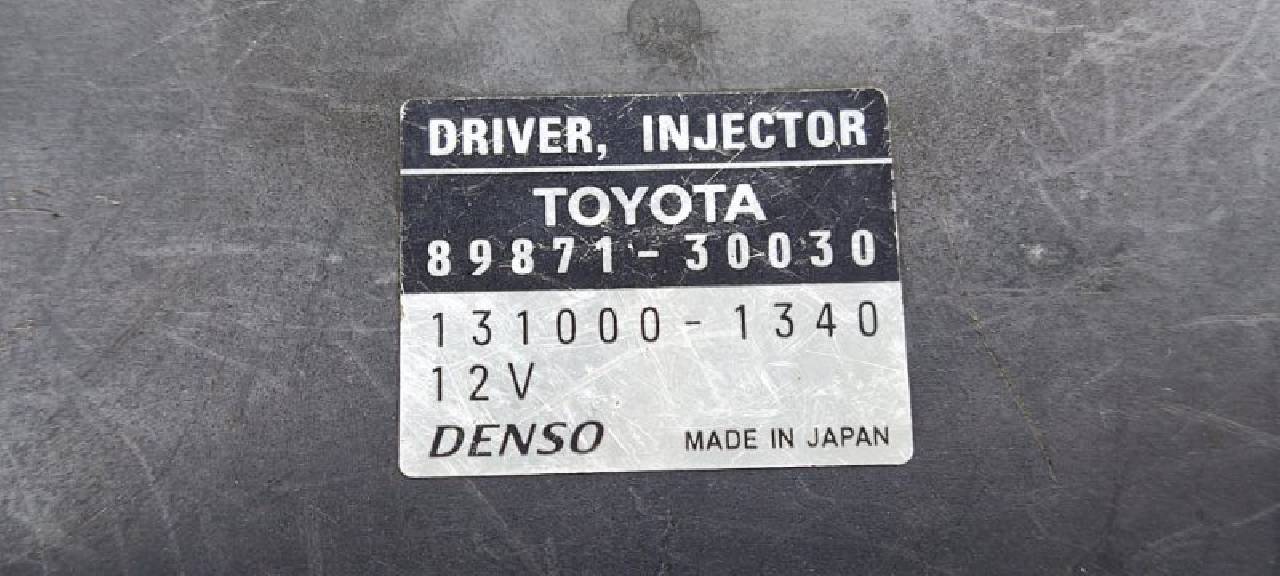 DRIVER, INJECTOR
TOYOTA
89871-30030
131000-1340
12V
DENSO MADE IN JAPAN